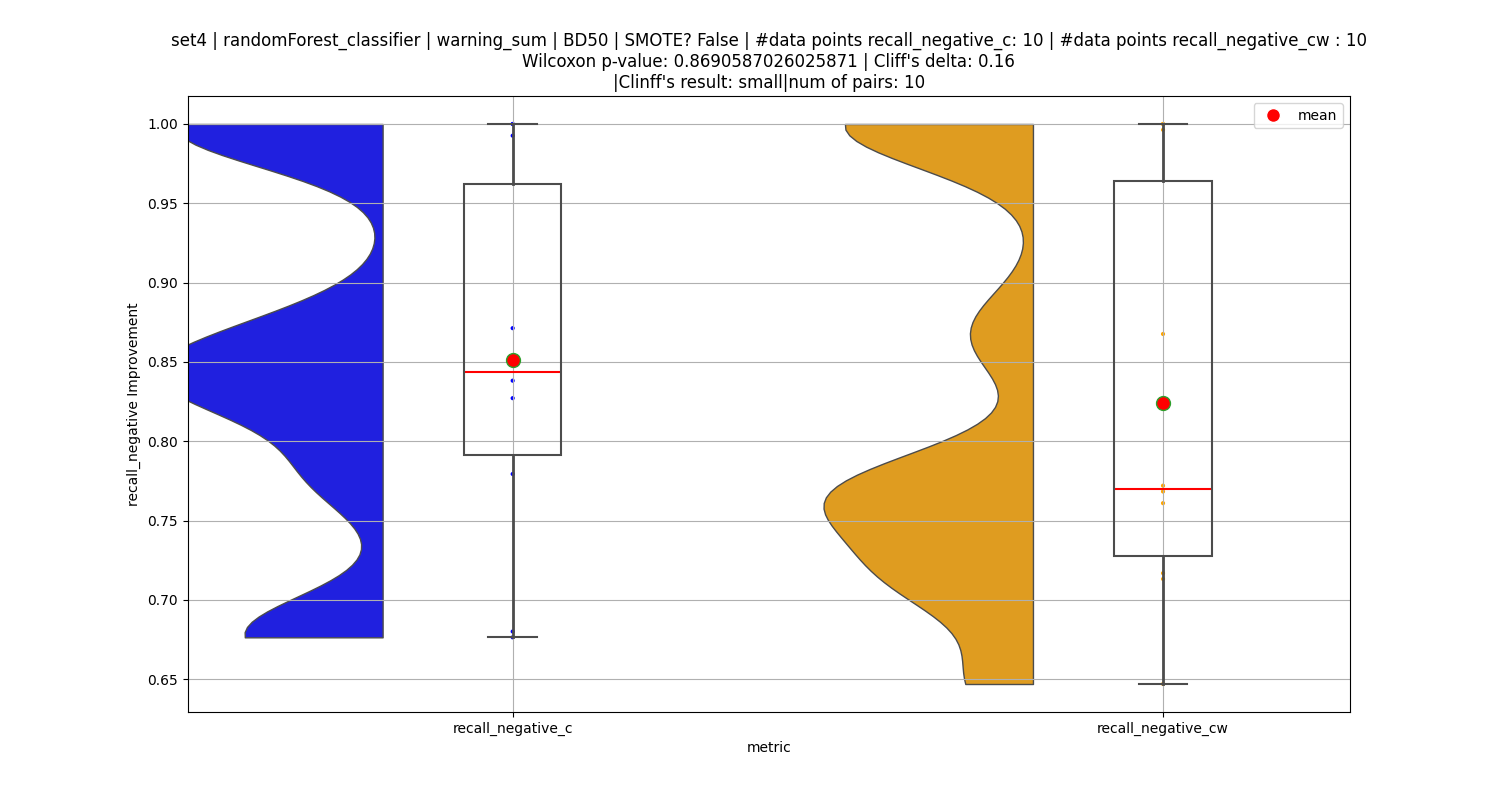 set4 | randomForest_classifier | warning_sum | BD50 | SMOTE? False | #data points recall_negative_c: 10 | #data points recall_negative_cw : 10
Wilcoxon p-value: 0.8690587026025871 | Cliff's delta: 0.16
|Clinff's result: small|num of pairs: 10
mean
1.00
0.95
0.90
0.85
0.80
0.75
0.70
0.65
recall_negative Improvement
recall_negative_c
recall_negative_cw
metric